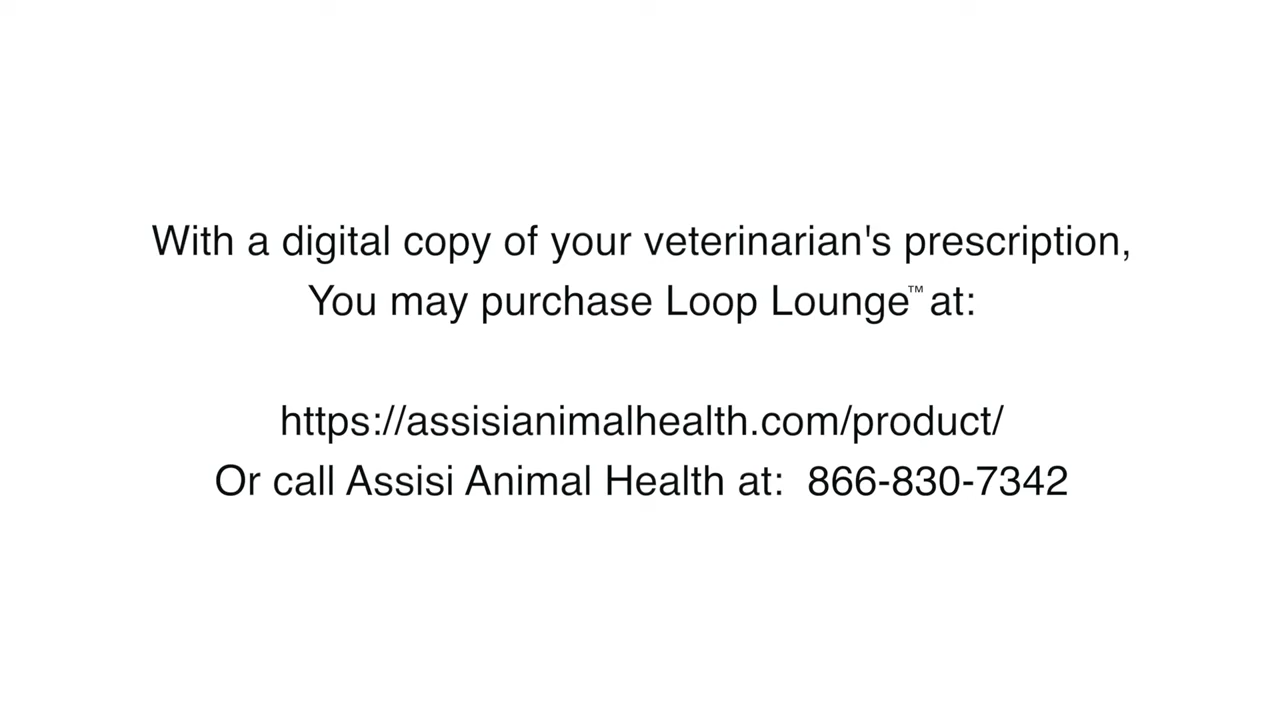 With a digital copy of your veterinarian's prescription,
You may purchase Loop Lounge™ at:
https://assisianimalhealth.com/product/
Or call Assisi Animal Health at: 866-830-7342